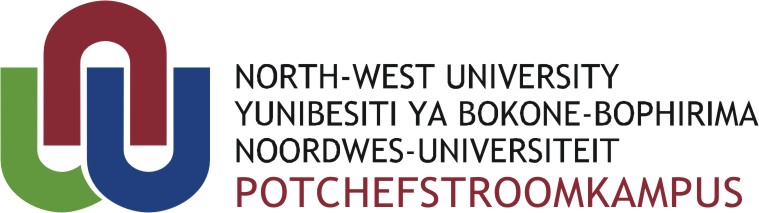 NORTH-WEST UNIVERSITY
YUNIBESITI YA BOKONE-BOPHIRIMA
NOORDWES-UNIVERSITEIT
POTCHEFSTROOMKAMPUS